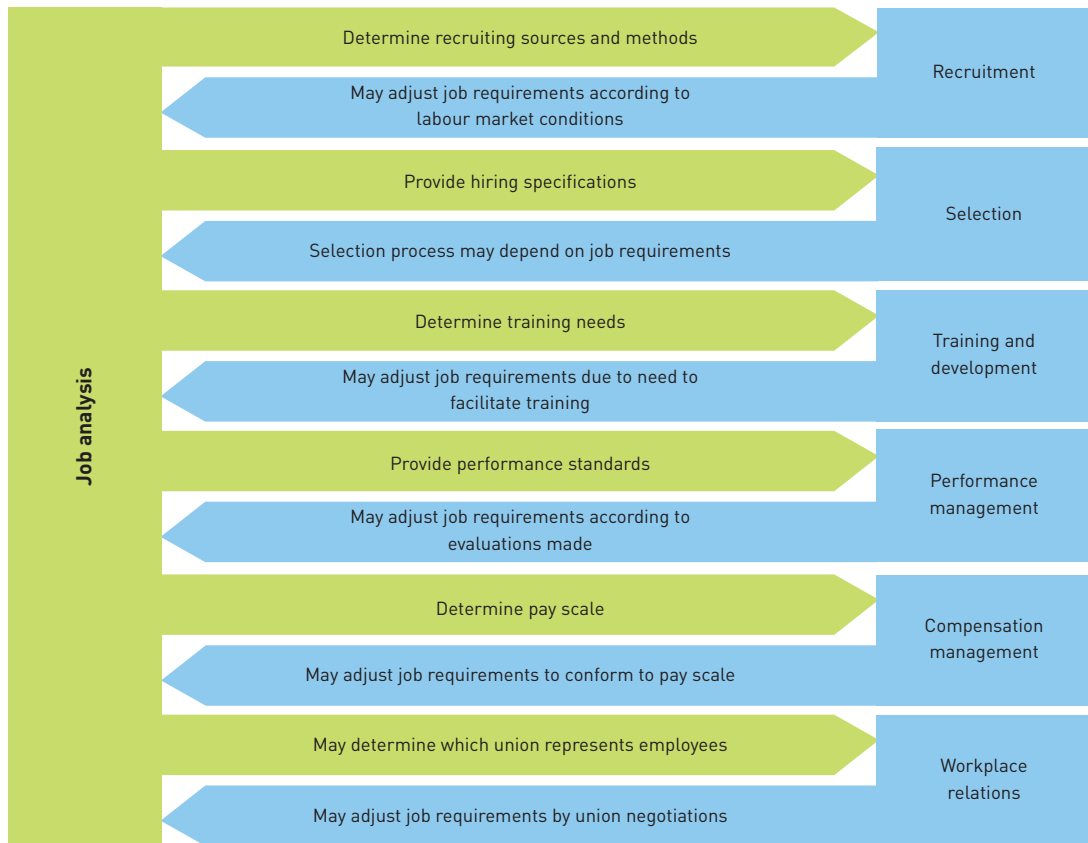 Job analysis
Determine recruiting sources and methods
May adjust job requirements according to
labour market conditions
Recruitment
Provide hiring specifications
Selection process may depend on job requirements
Selection
Determine training needs
May adjust job requirements due to need to
facilitate training
Training and
development
Provide performance standards
May adjust job requirements according to
evaluations made
Performance
management
Determine pay scale
May adjust job requirements to conform to pay scale
Compensation
management
May determine which union represents employees
May adjust job requirements by union negotiations
Workplace
relations